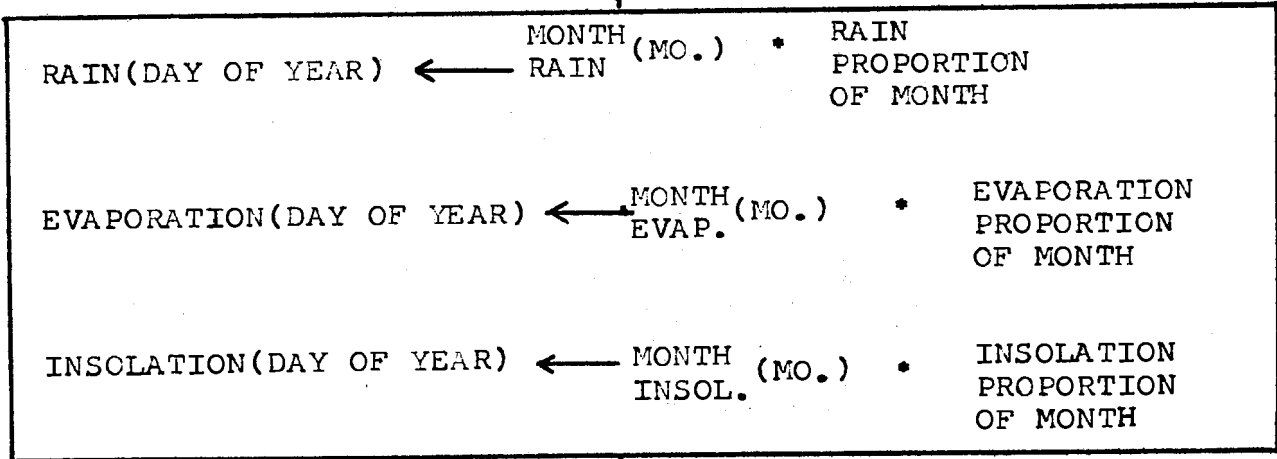 RAIN(DAY OF YEAR) ← MONTH RAIN (MO.) * RAIN PROPORTION OF MONTH
EVAPORATION(DAY OF YEAR) ← MONTH EVAP. (MO.) * EVAPORATION PROPORTION OF MONTH
INSOLATION(DAY OF YEAR) ← MONTH INSOL. (MO.) * INSOLATION PROPORTION OF MONTH